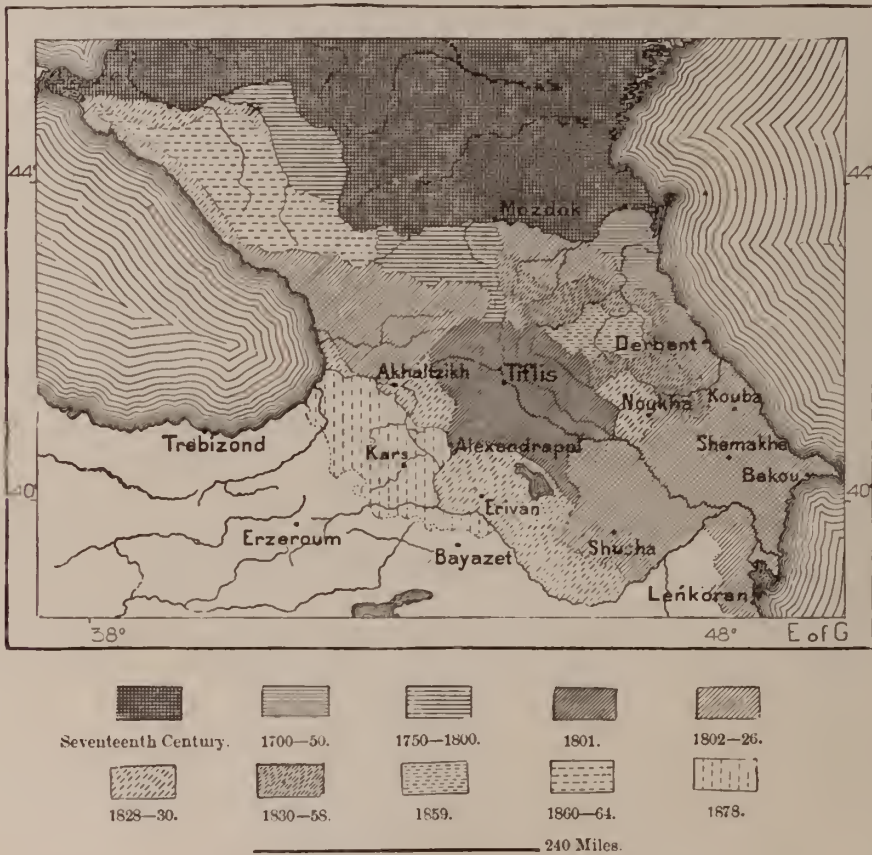 44°
44°
Mozdok
Derbent
Akhaltzikh
Tiflis
Noukha
Kouba
Trebizond
Kars
Alexandrapol
Shemakha
Bakou
40°
40°
Erivan
Erzeroum
Bayazet
Shusha
Leńkoran
38°
48°
E of G
Seventeenth Century.
1700—50.
1750—1800.
1801.
1802—26.
1828—30.
1830—58.
1859.
1860—64.
1878.
240 Miles.